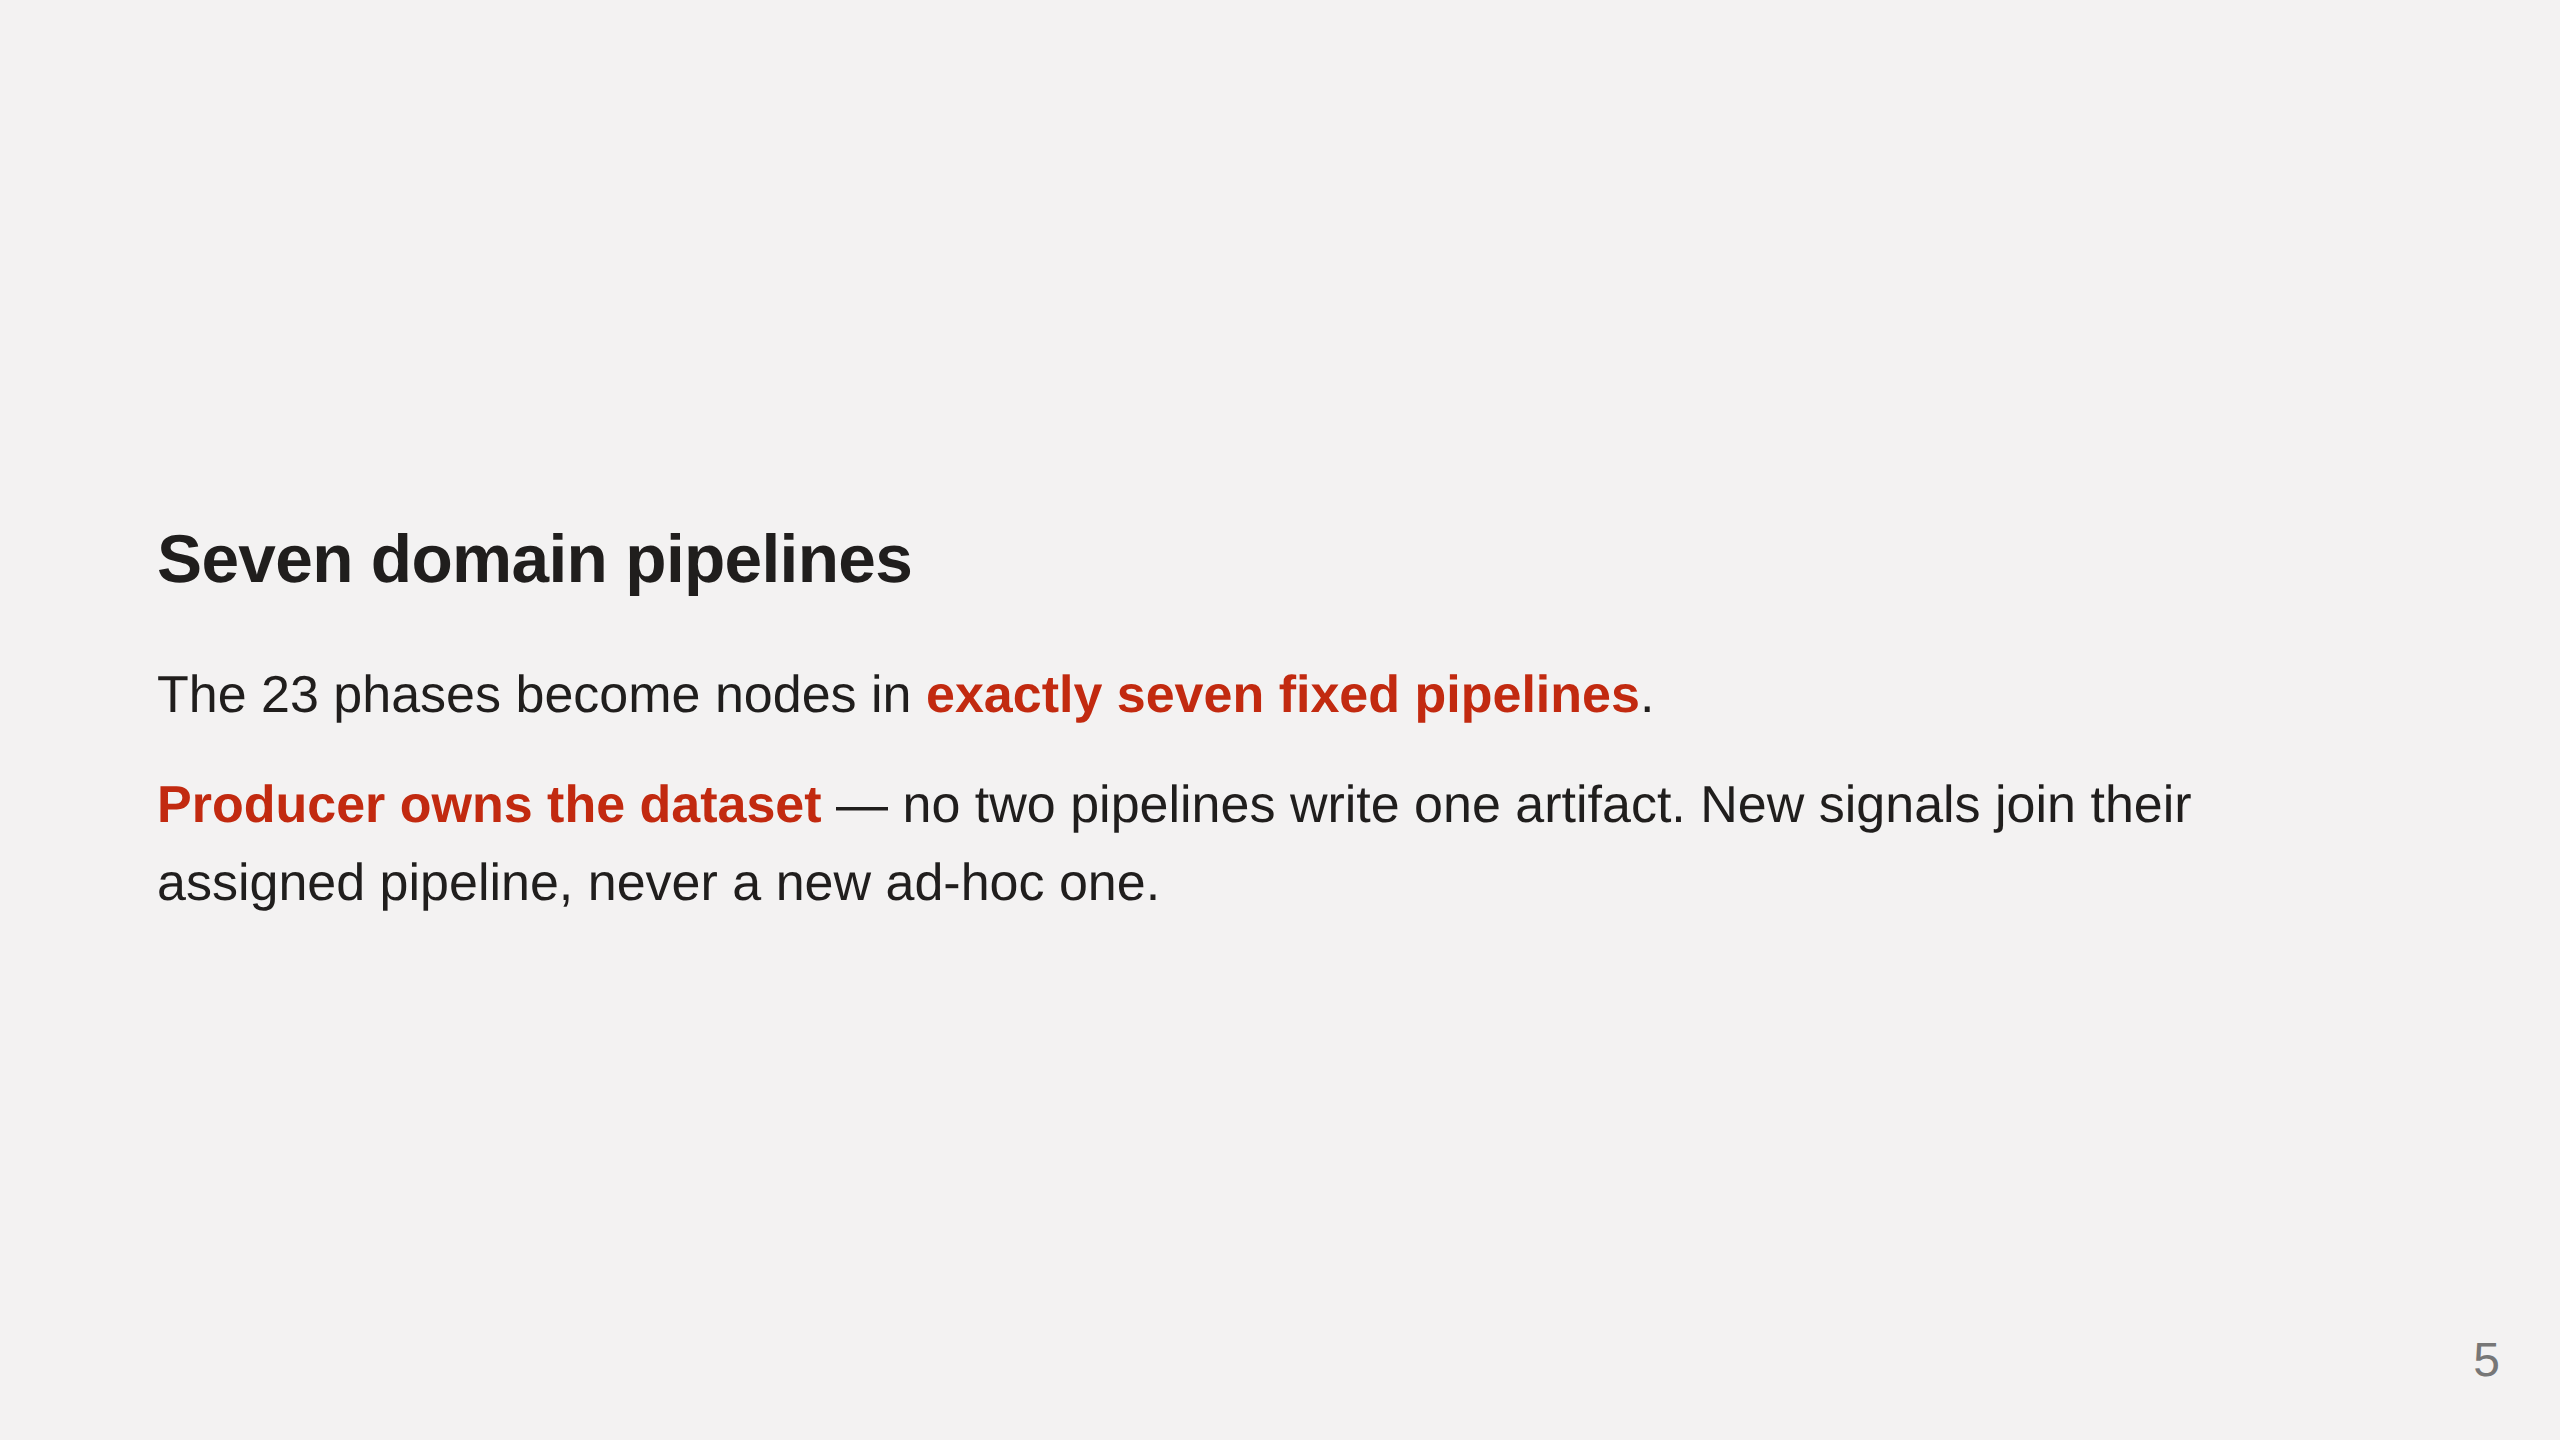 Seven domain pipelines
The 23 phases become nodes in exactly seven fixed pipelines.
Producer owns the dataset — no two pipelines write one artifact. New signals join their
assigned pipeline, never a new ad-hoc one.
5